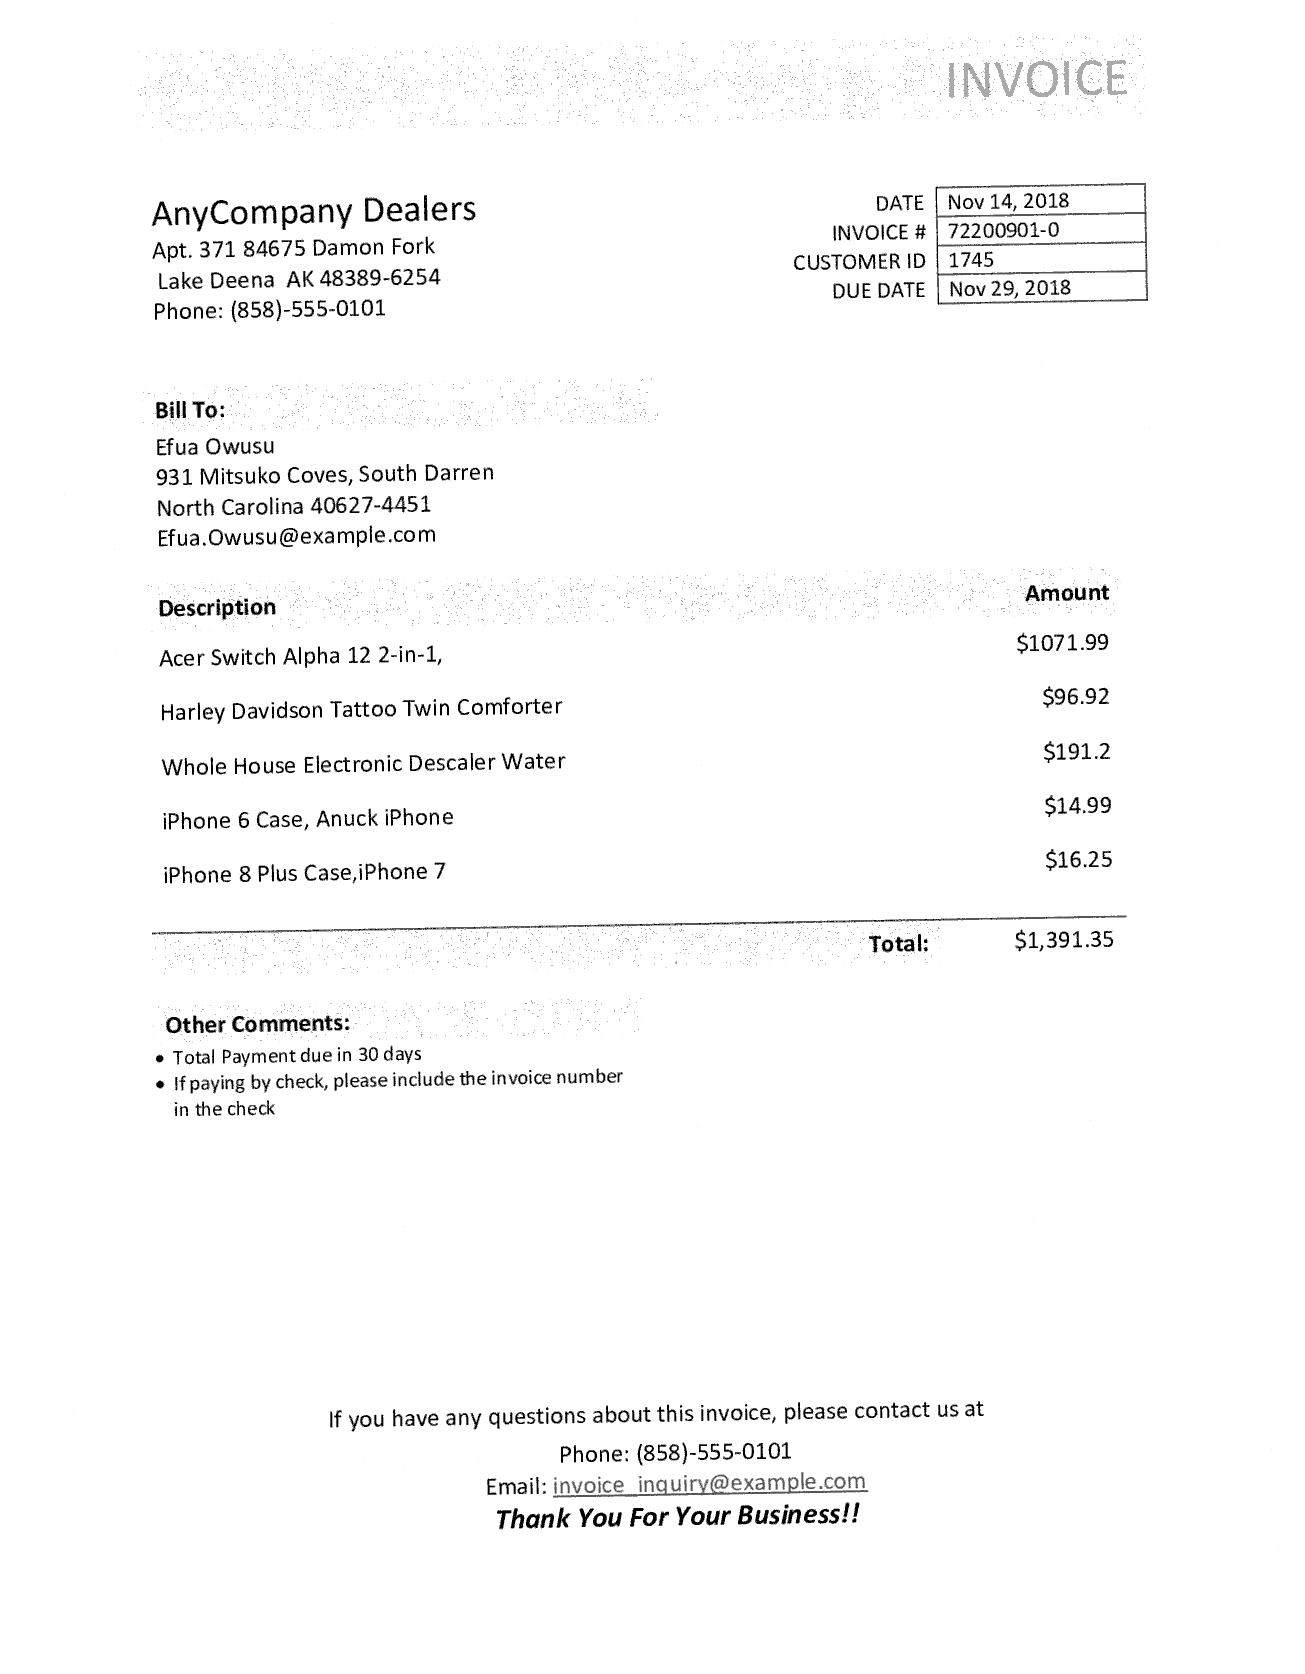 INVOICE
AnyCompany Dealers
Apt. 371 84675 Damon Fork
Lake Deena AK 48389-6254
Phone: (858)-555-0101
DATE Nov 14, 2018
INVOICE # 72200901-0
CUSTOMER ID 1745
DUE DATE Nov 29, 2018
Bill To:
Efua Owusu
931 Mitsuko Coves, South Darren
North Carolina 40627-4451
Efua.Owusu@example.com
Description Amount
Acer Switch Alpha 12 2-in-1, $1071.99
Harley Davidson Tattoo Twin Comforter $96.92
Whole House Electronic Descaler Water $191.2
iPhone 6 Case, Anuck iPhone $14.99
iPhone 8 Plus Case,iPhone 7 $16.25
Total: $1,391.35
Other Comments:
• Total Payment due in 30 days
• If paying by check, please include the invoice number
in the check
If you have any questions about this invoice, please contact us at
Phone: (858)-555-0101
Email: invoice_inquiry@example.com
Thank You For Your Business!!